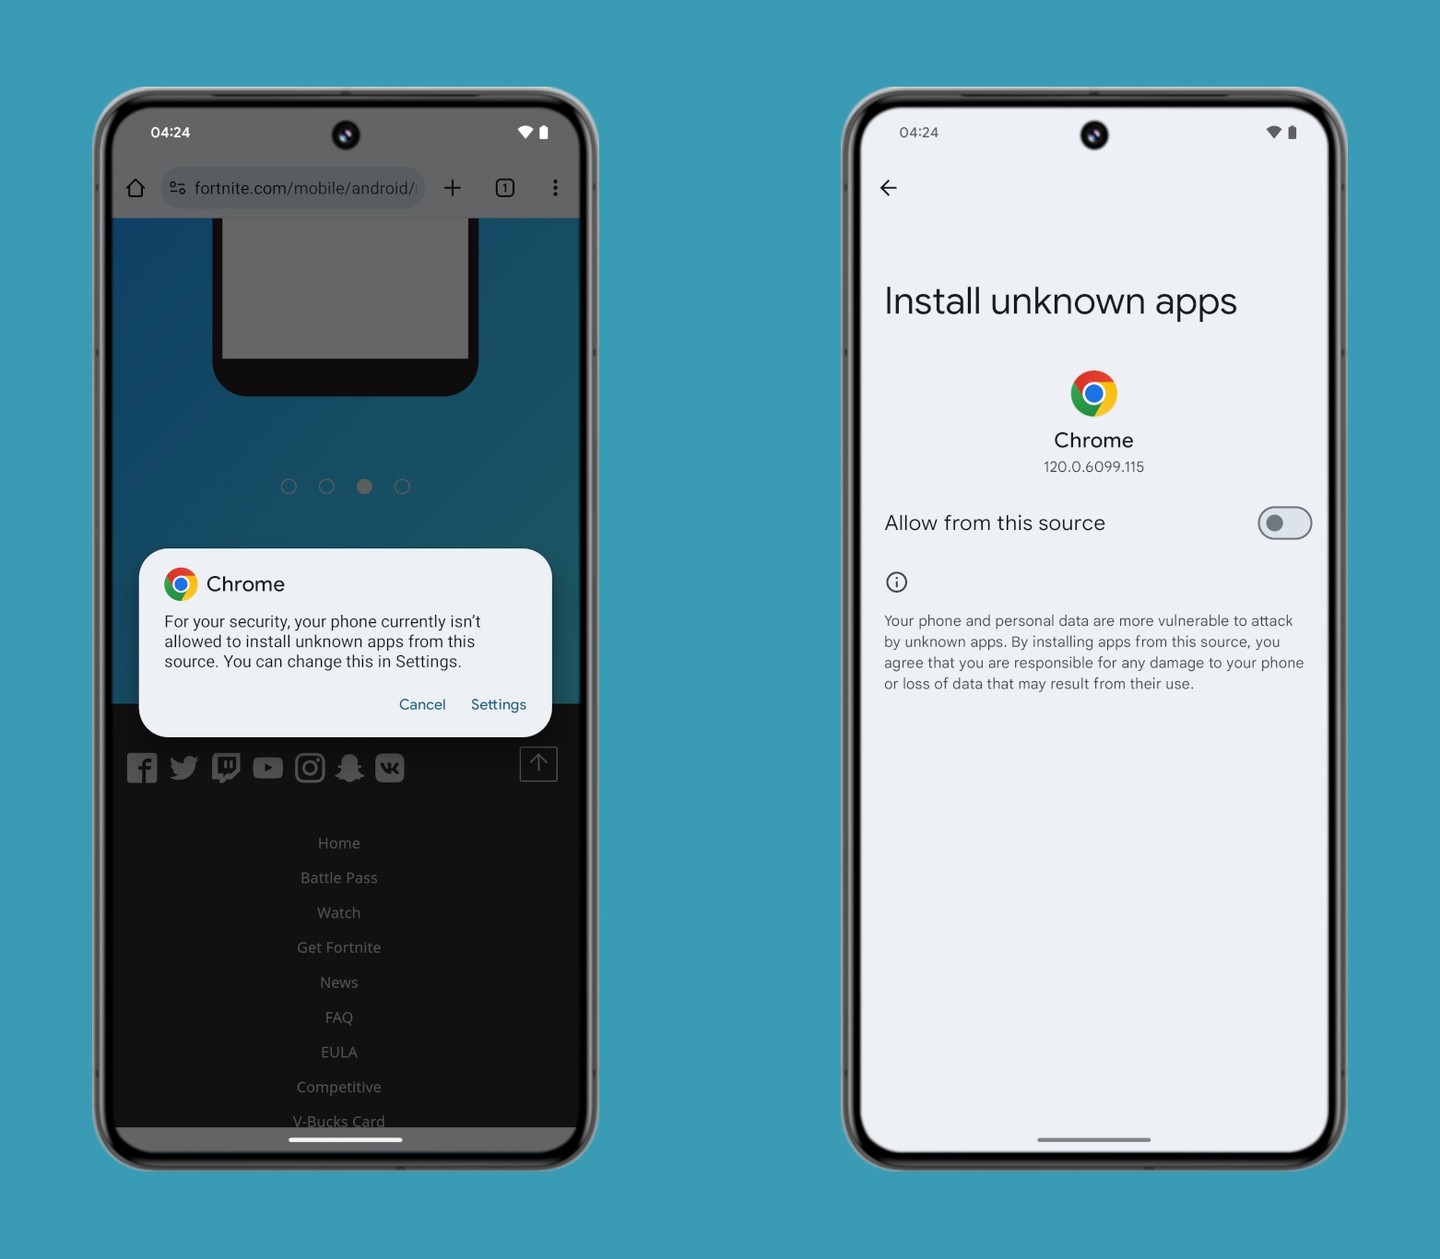 04:24
fortnite.com/mobile/android/
1
Chrome
For your security, your phone currently isn't
allowed to install unknown apps from this
source. You can change this in Settings.
Cancel Settings
Home
Battle Pass
Watch
Get Fortnite
News
FAQ
EULA
Competitive
V-Bucks Card
04:24
Install unknown apps
Chrome
120.0.6099.115
Allow from this source
Your phone and personal data are more vulnerable to attack
by unknown apps. By installing apps from this source, you
agree that you are responsible for any damage to your phone
or loss of data that may result from their use.